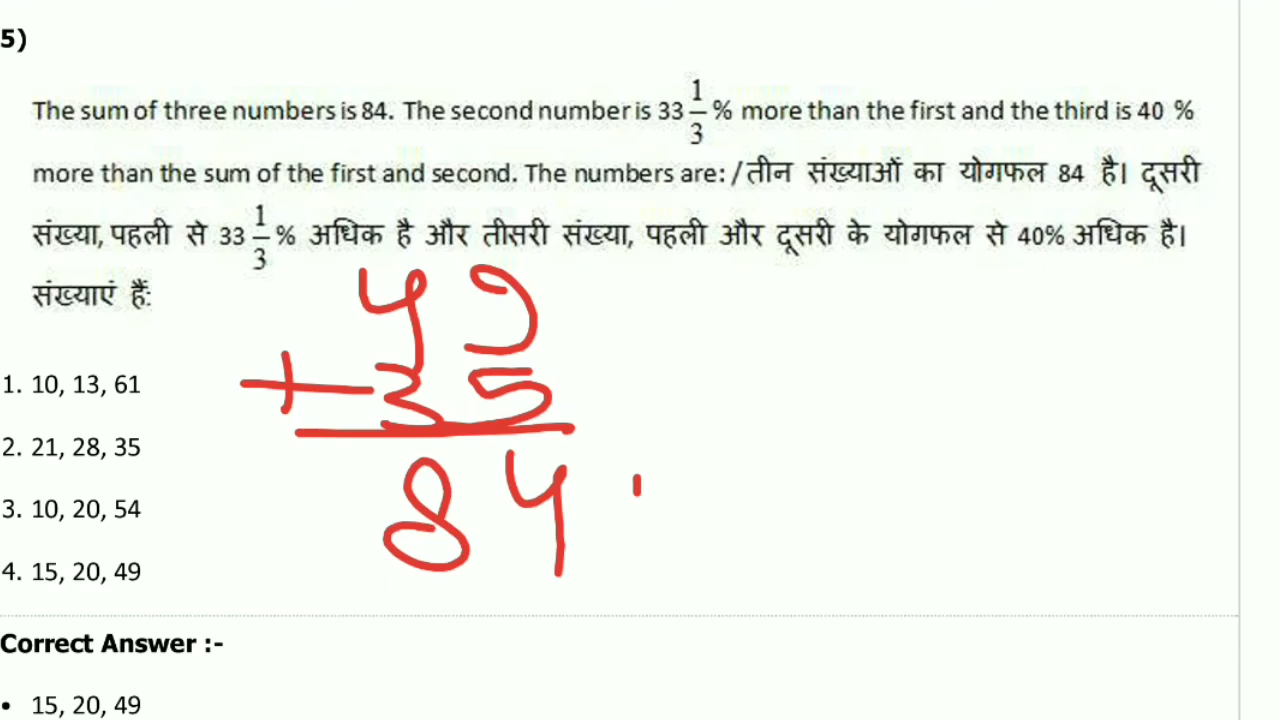 5)
The sum of three numbers is 84. The second number is 33 1/3 % more than the first and the third is 40 %
more than the sum of the first and second. The numbers are: / तीन संख्याओं का योगफल 84 है। दूसरी
संख्या, पहली से 33 1/3 % अधिक है और तीसरी संख्या, पहली और दूसरी के योगफल से 40% अधिक है।
संख्याएं हैं:
49
+ 35
84
1. 10, 13, 61
2. 21, 28, 35
3. 10, 20, 54
4. 15, 20, 49
Correct Answer :-
• 15, 20, 49